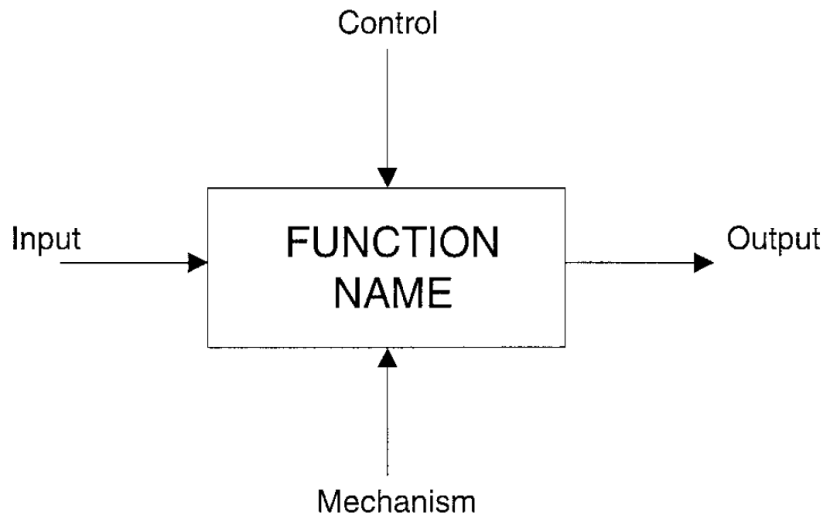 Control
Input
FUNCTION
NAME
Output
Mechanism